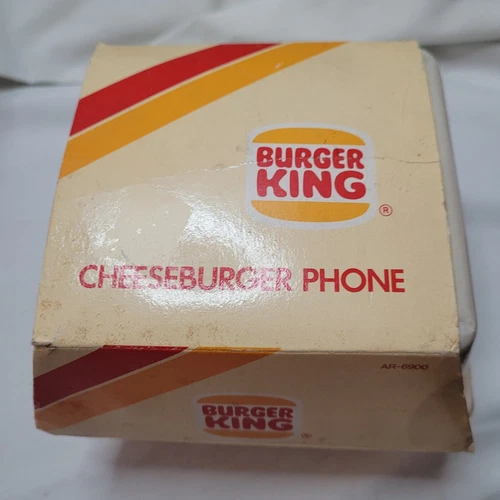 BURGER
KING
®
CHEESEBURGER PHONE
AR-6900
BURGER
KING
®